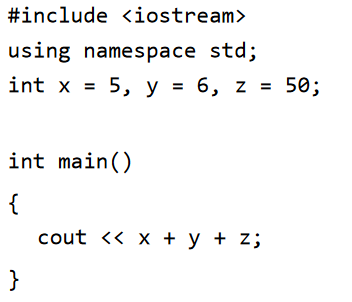 #include <iostream>
using namespace std;
int x = 5, y = 6, z = 50;
int main()
{
cout << x + y + z;
}